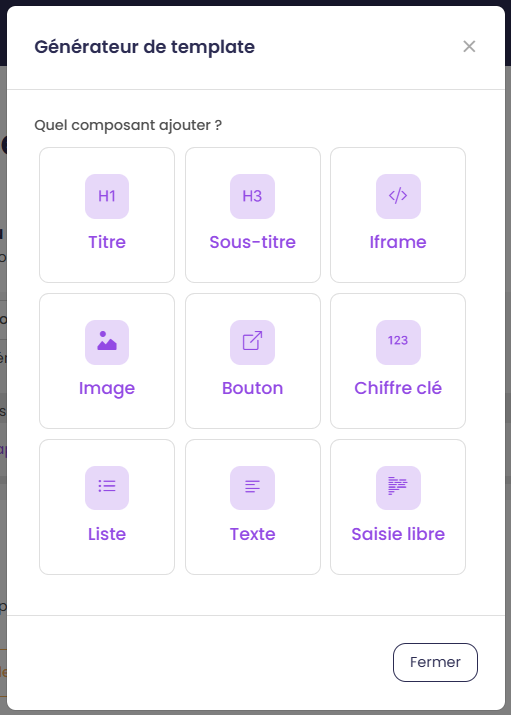 Générateur de template
Quel composant ajouter ?
H1
H3
</>
Titre
Sous-titre
Iframe
123
Image
Bouton
Chiffre clé
Liste
Texte
Saisie libre
Fermer